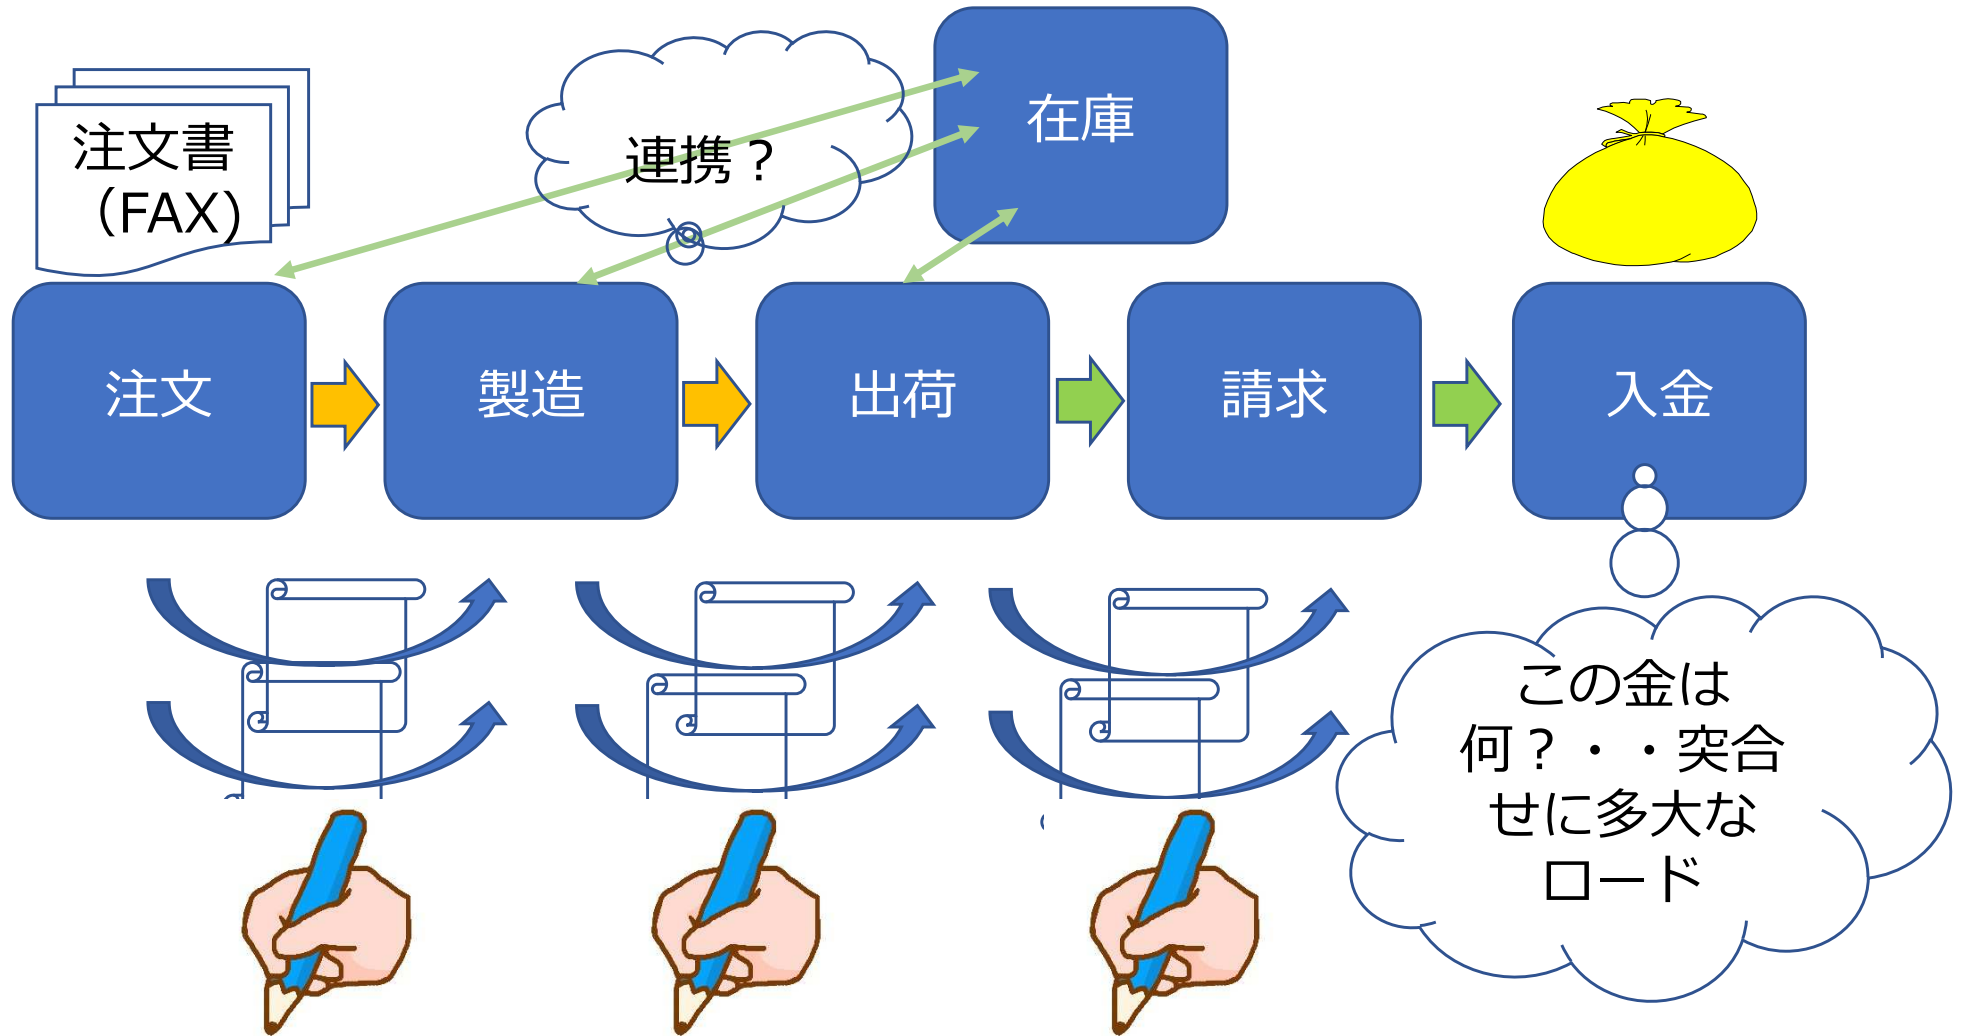 注文書
（FAX）
連携？
在庫
注文
製造
出荷
請求
入金
この金は
何？・・突合
せに多大な
ロード